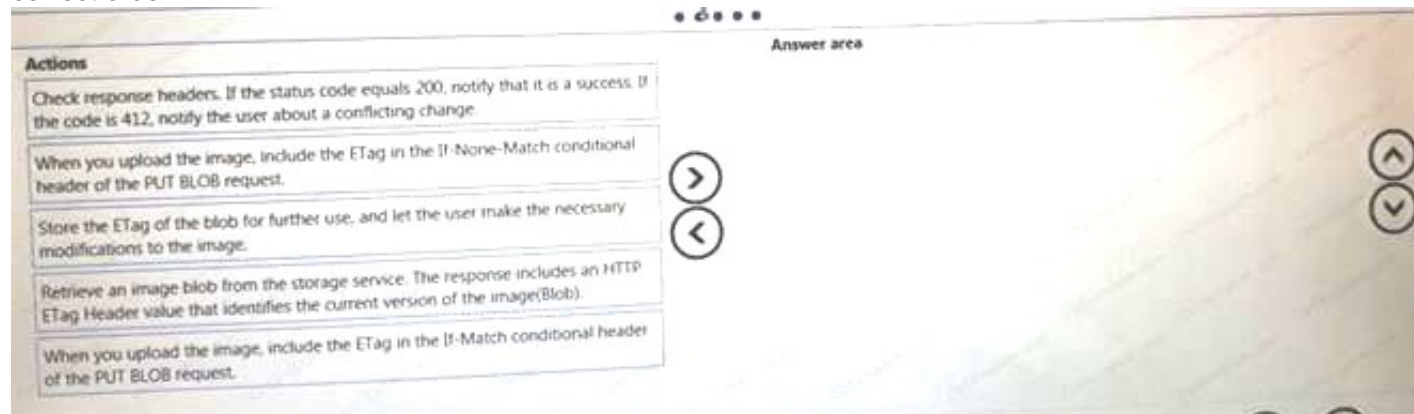 Actions
Answer area
Check response headers. If the status code equals 200, notify that it is a success. If
the code is 412, notify the user about a conflicting change
When you upload the image, include the ETag in the If-None-Match conditional
header of the PUT BLOB request.
Store the ETag of the blob for further use, and let the user make the necessary
modifications to the image.
Retrieve an image blob from the storage service. The response includes an HTTP
ETag Header value that identifies the current version of the image(Blob).
When you upload the image, include the ETag in the If-Match conditional header
of the PUT BLOB request.